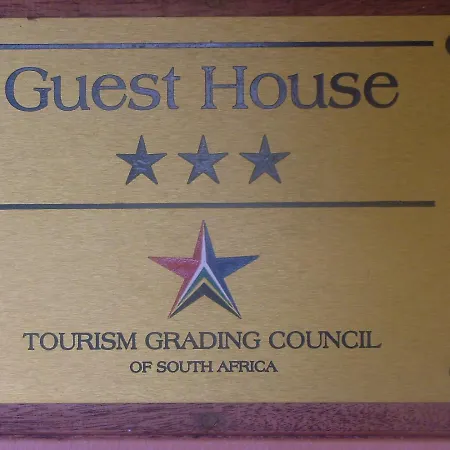 Guest House
TOURISM GRADING COUNCIL
OF SOUTH AFRICA